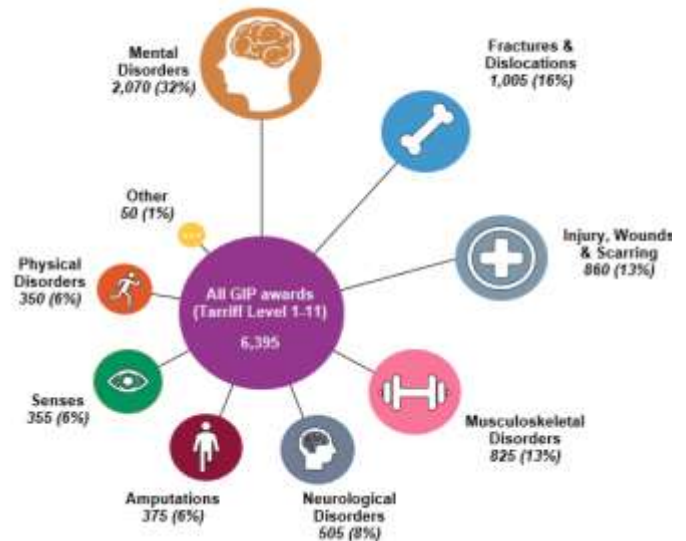 Mental
Disorders
2,070 (32%)
Fractures &
Dislocations
1,005 (16%)
Other
50 (1%)
Physical
Disorders
350 (6%)
All GIP awards
(Tarriff Level 1-11)
6,395
Injury, Wounds
& Scarring
860 (13%)
Senses
355 (6%)
Musculoskeletal
Disorders
825 (13%)
Amputations
375 (6%)
Neurological
Disorders
505 (8%)